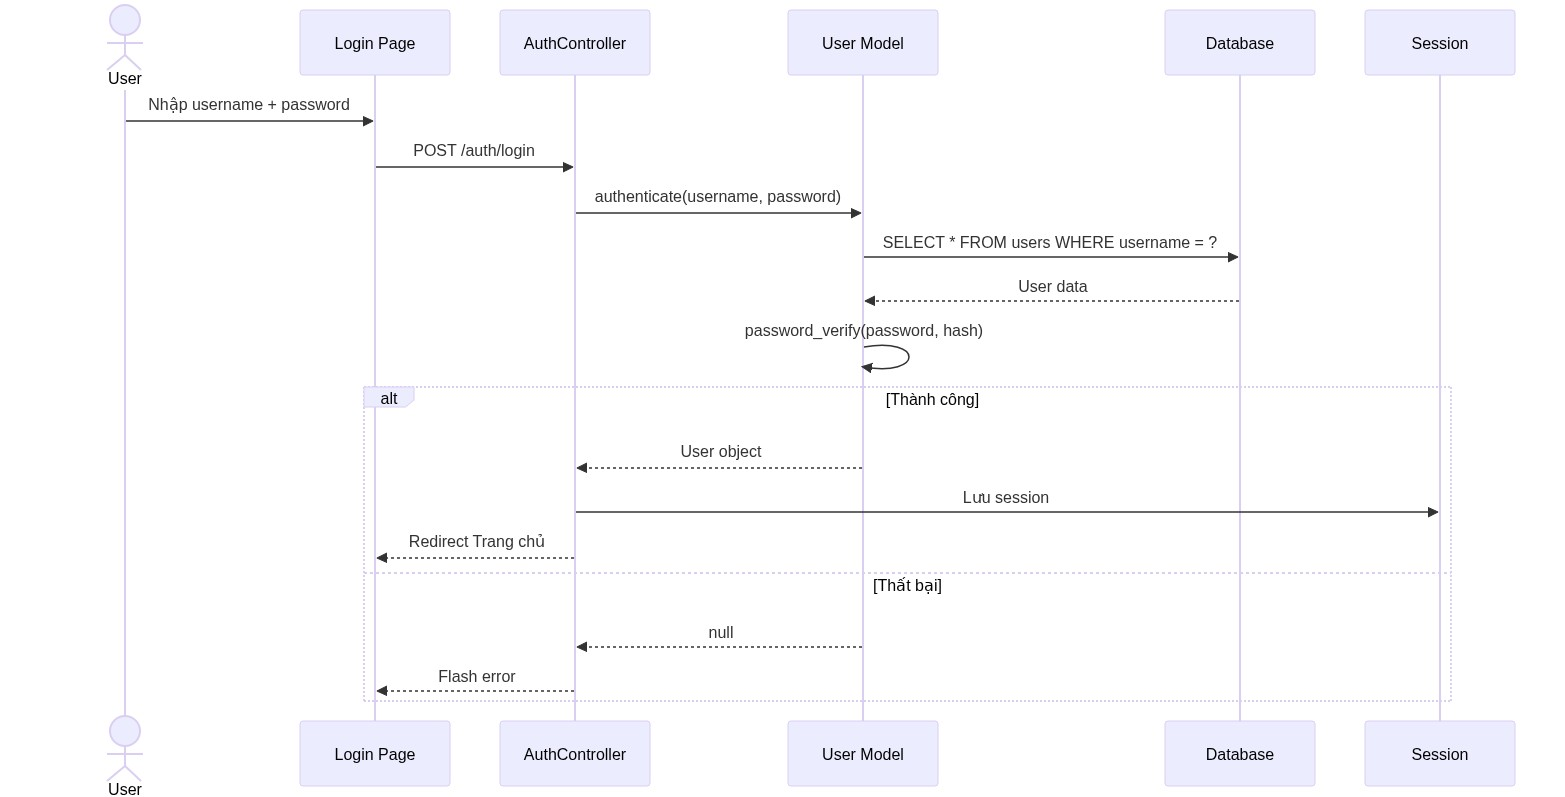 User
Login Page
AuthController
User Model
Database
Session
Nhập username + password
POST /auth/login
authenticate(username, password)
SELECT * FROM users WHERE username = ?
User data
password_verify(password, hash)
alt
[Thành công]
User object
Lưu session
Redirect Trang chủ
[Thất bại]
null
Flash error
User
Login Page
AuthController
User Model
Database
Session